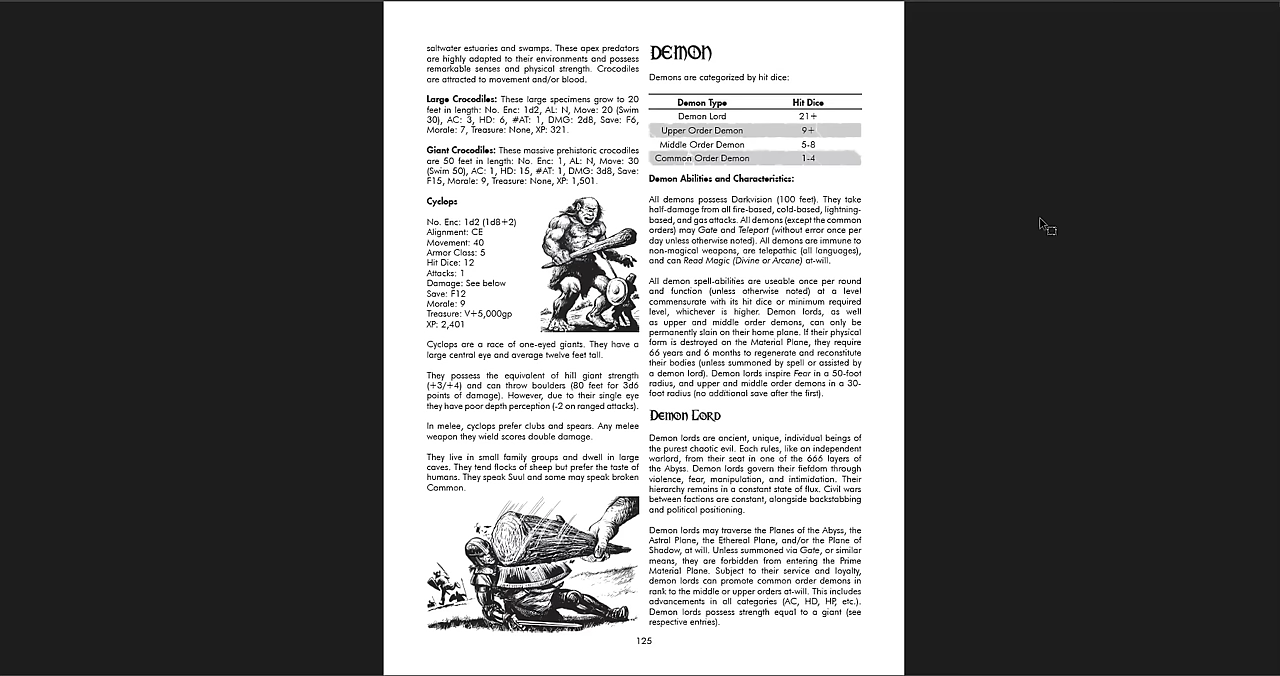 saltwater estuaries and swamps. These apex predators
are highly adapted to their environments and possess
remarkable senses and physical strength. Crocodiles
are attracted to movement and/or blood.
Large Crocodiles: These large specimens grow to 20
feet in length: No. Enc: 1d2, AL: N, Move: 20 (Swim
30), AC: 3, HD: 6, #AT: 1, DMG: 2d8, Save: F6,
Morale: 7, Treasure: None, XP: 321.
Giant Crocodiles: These massive prehistoric crocodiles
are 50 feet in length: No. Enc: 1, AL: N, Move: 30
(Swim 50), AC: 1, HD: 15, #AT: 1, DMG: 3d8, Save:
F15, Morale: 9, Treasure: None, XP: 1,501.
Cyclops
No. Enc: 1d2 (1d8+2)
Alignment: CE
Movement: 40
Armor Class: 5
Hit Dice: 12
Attacks: 1
Damage: See below
Save: F12
Morale: 9
Treasure: V+5,000gp
XP: 2,401
Cyclops are a race of one-eyed giants. They have a
large central eye and average twelve feet tall.
They possess the equivalent of hill giant strength
(+3/+4) and can throw boulders (80 feet for 3d6
points of damage). However, due to their single eye
they have poor depth perception (-2 on ranged attacks).
In melee, cyclops prefer clubs and spears. Any melee
weapon they wield scores double damage.
They live in small family groups and dwell in large
caves. They tend flocks of sheep but prefer the taste of
humans. They speak Suul and some may speak broken
Common.
Demon
Demons are categorized by hit dice:
Demon Type Hit Dice
Demon Lord 21+
Upper Order Demon 9+
Middle Order Demon 5-8
Common Order Demon 1-4
Demon Abilities and Characteristics:
All demons possess Darkvision (100 feet). They take
half-damage from all fire-based, cold-based, lightning-
based, and gas attacks. All demons (except the common
orders) may Gate and Teleport (without error once per
day unless otherwise noted). All demons are immune to
non-magical weapons, are telepathic (all languages),
and can Read Magic (Divine or Arcane) at-will.
All demon spell-abilities are useable once per round
and function (unless otherwise noted) at a level
commensurate with its hit dice or minimum required
level, whichever is higher. Demon lords, as well
as upper and middle order demons, can only be
permanently slain on their home plane. If their physical
form is destroyed on the Material Plane, they require
66 years and 6 months to regenerate and reconstitute
their bodies (unless summoned by spell or assisted by
a demon lord). Demon lords inspire Fear in a 50-foot
radius, and upper and middle order demons in a 30-
foot radius (no additional save after the first).
Demon Lord
Demon lords are ancient, unique, individual beings of
the purest chaotic evil. Each rules, like an independent
warlord, from their seat in one of the 666 layers of
the Abyss. Demon lords govern their fiefdom through
violence, fear, manipulation, and intimidation. Their
hierarchy remains in a constant state of flux. Civil wars
between factions are constant, alongside backstabbing
and political positioning.
Demon lords may traverse the Planes of the Abyss, the
Astral Plane, the Ethereal Plane, and/or the Plane of
Shadow, at will. Unless summoned via Gate, or similar
means, they are forbidden from entering the Prime
Material Plane. Subject to their service and loyalty,
demon lords can promote common order demons in
rank to the middle or upper orders at-will. This includes
advancements in all categories (AC, HD, HP, etc.).
Demon lords possess strength equal to a giant (see
respective entries).
125